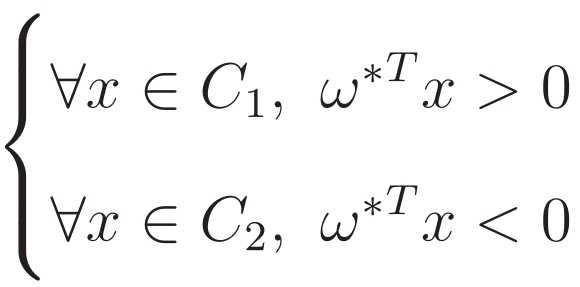 ∀x ∈ C₁, ω*ᵀx > 0
∀x ∈ C₂, ω*ᵀx < 0